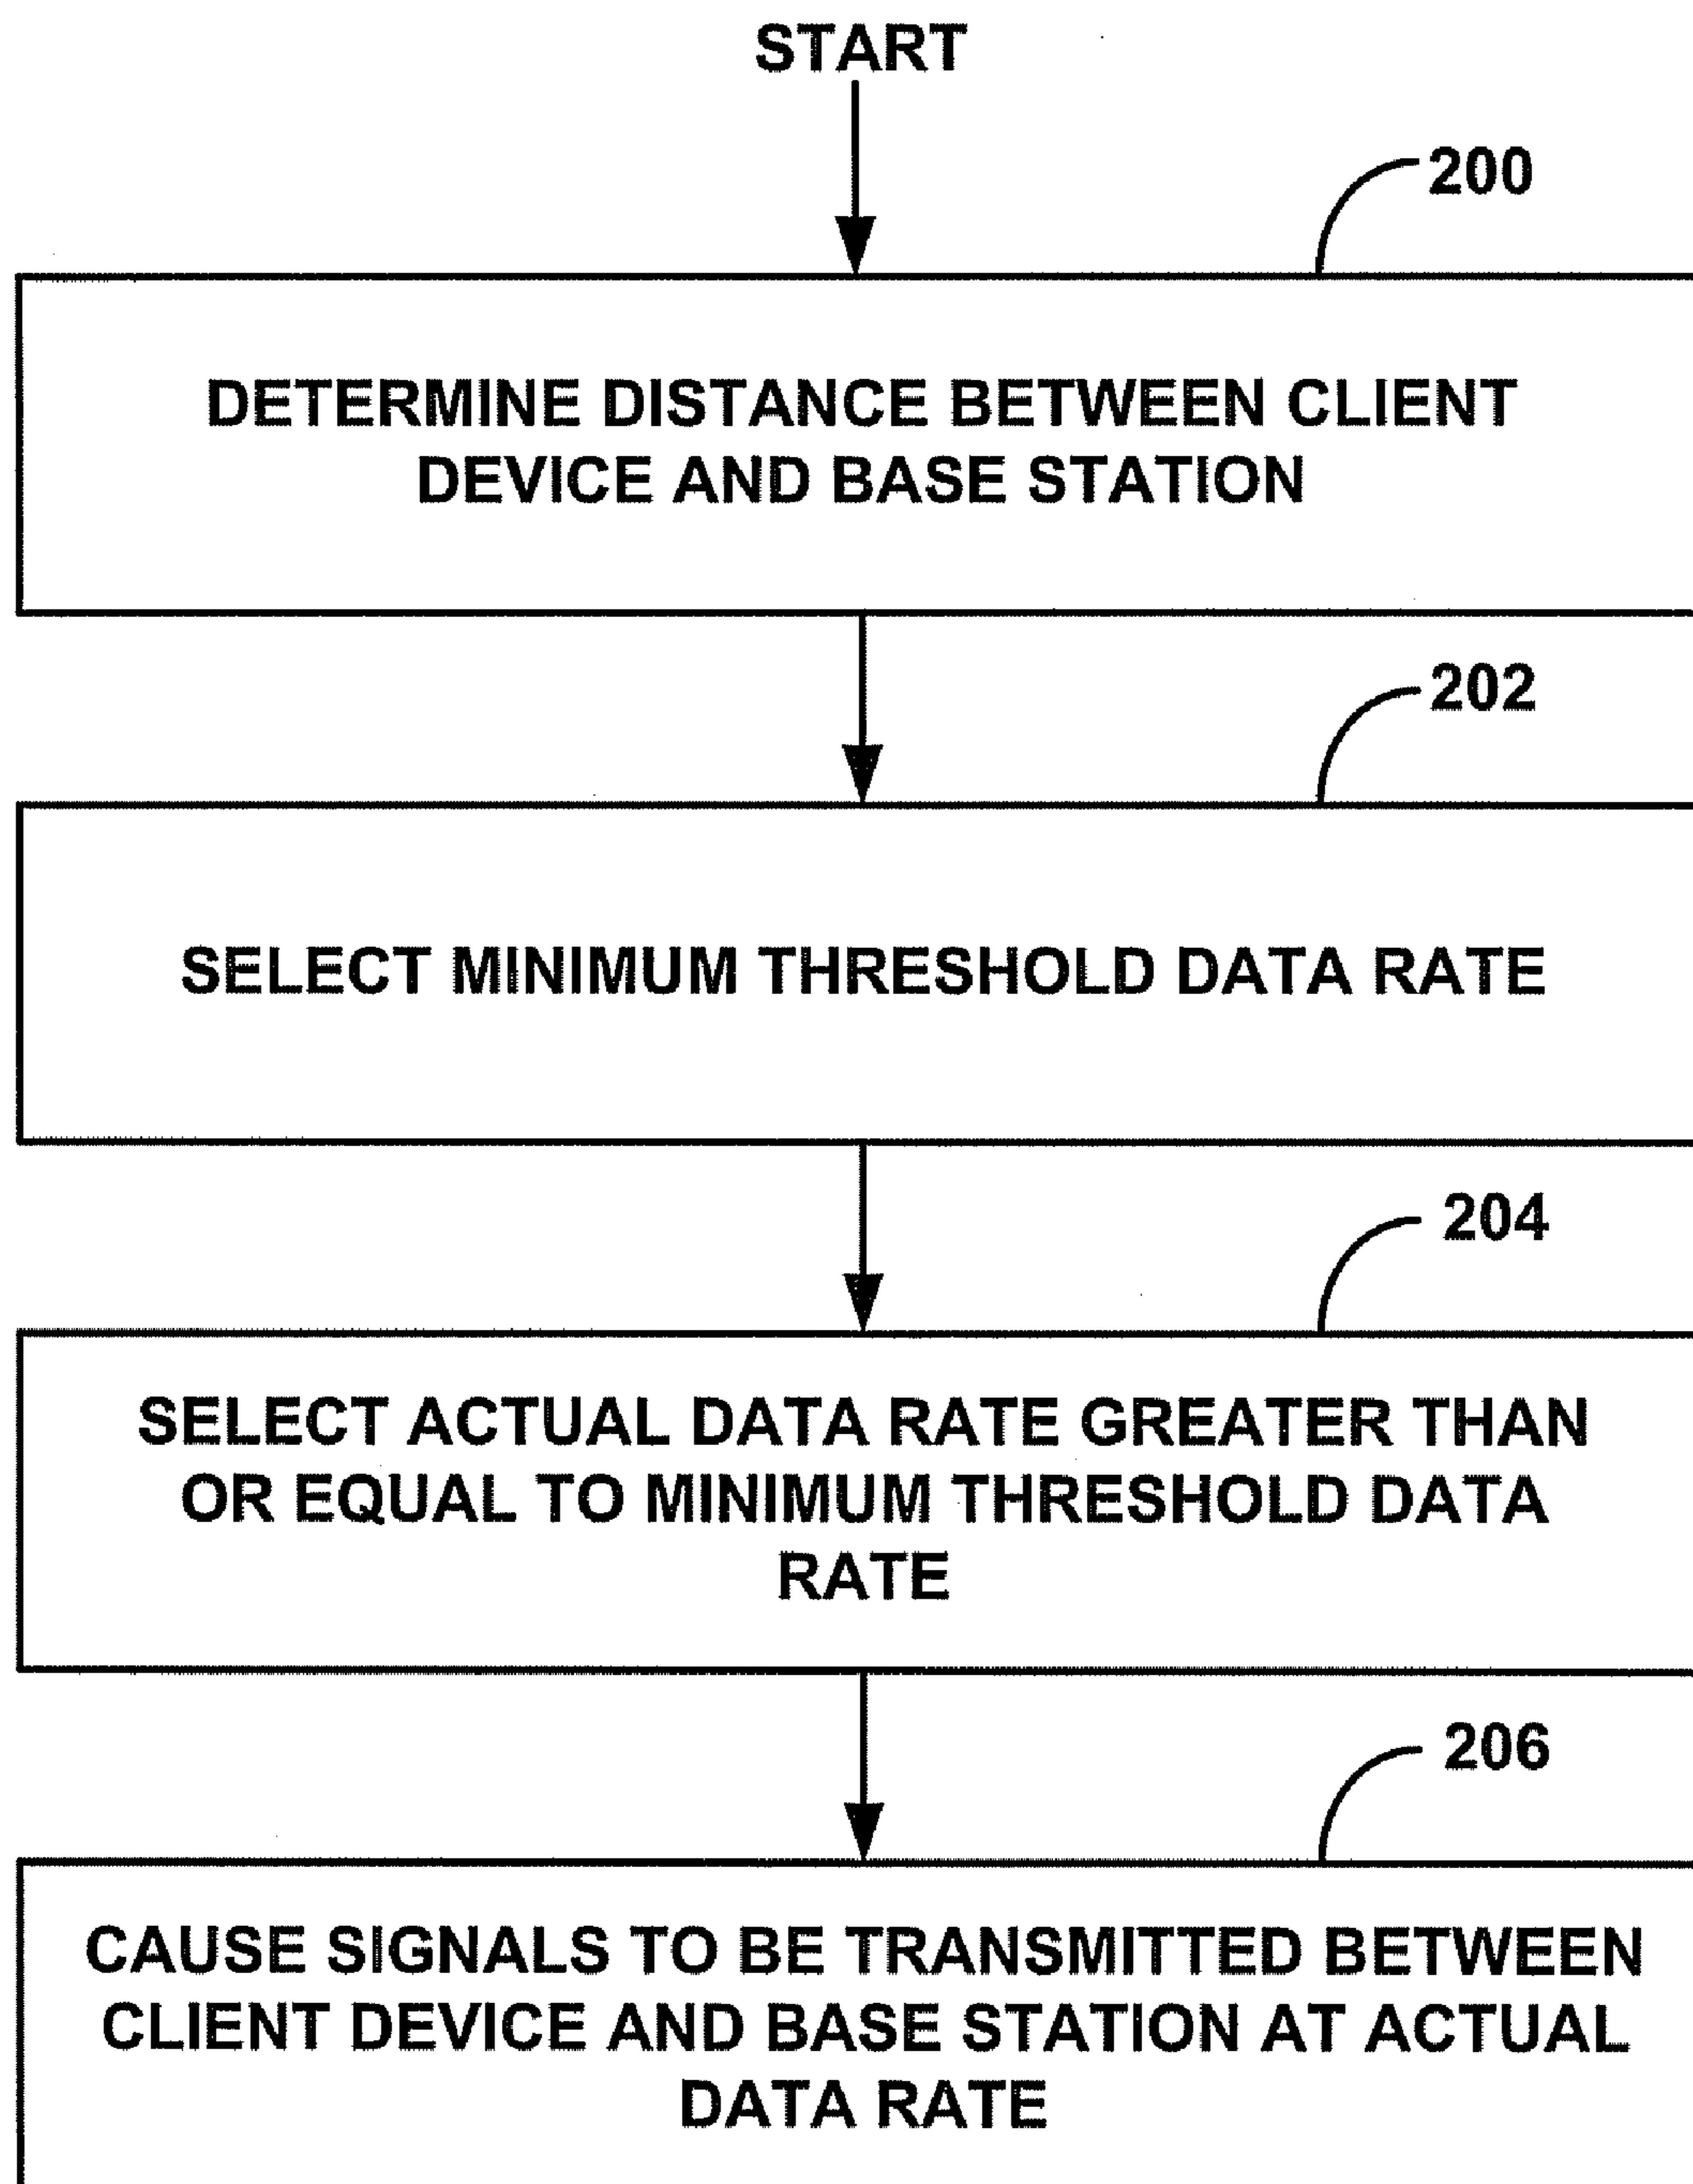 START
200
DETERMINE DISTANCE BETWEEN CLIENT
DEVICE AND BASE STATION
202
SELECT MINIMUM THRESHOLD DATA RATE
204
SELECT ACTUAL DATA RATE GREATER THAN
OR EQUAL TO MINIMUM THRESHOLD DATA
RATE
206
CAUSE SIGNALS TO BE TRANSMITTED BETWEEN
CLIENT DEVICE AND BASE STATION AT ACTUAL
DATA RATE